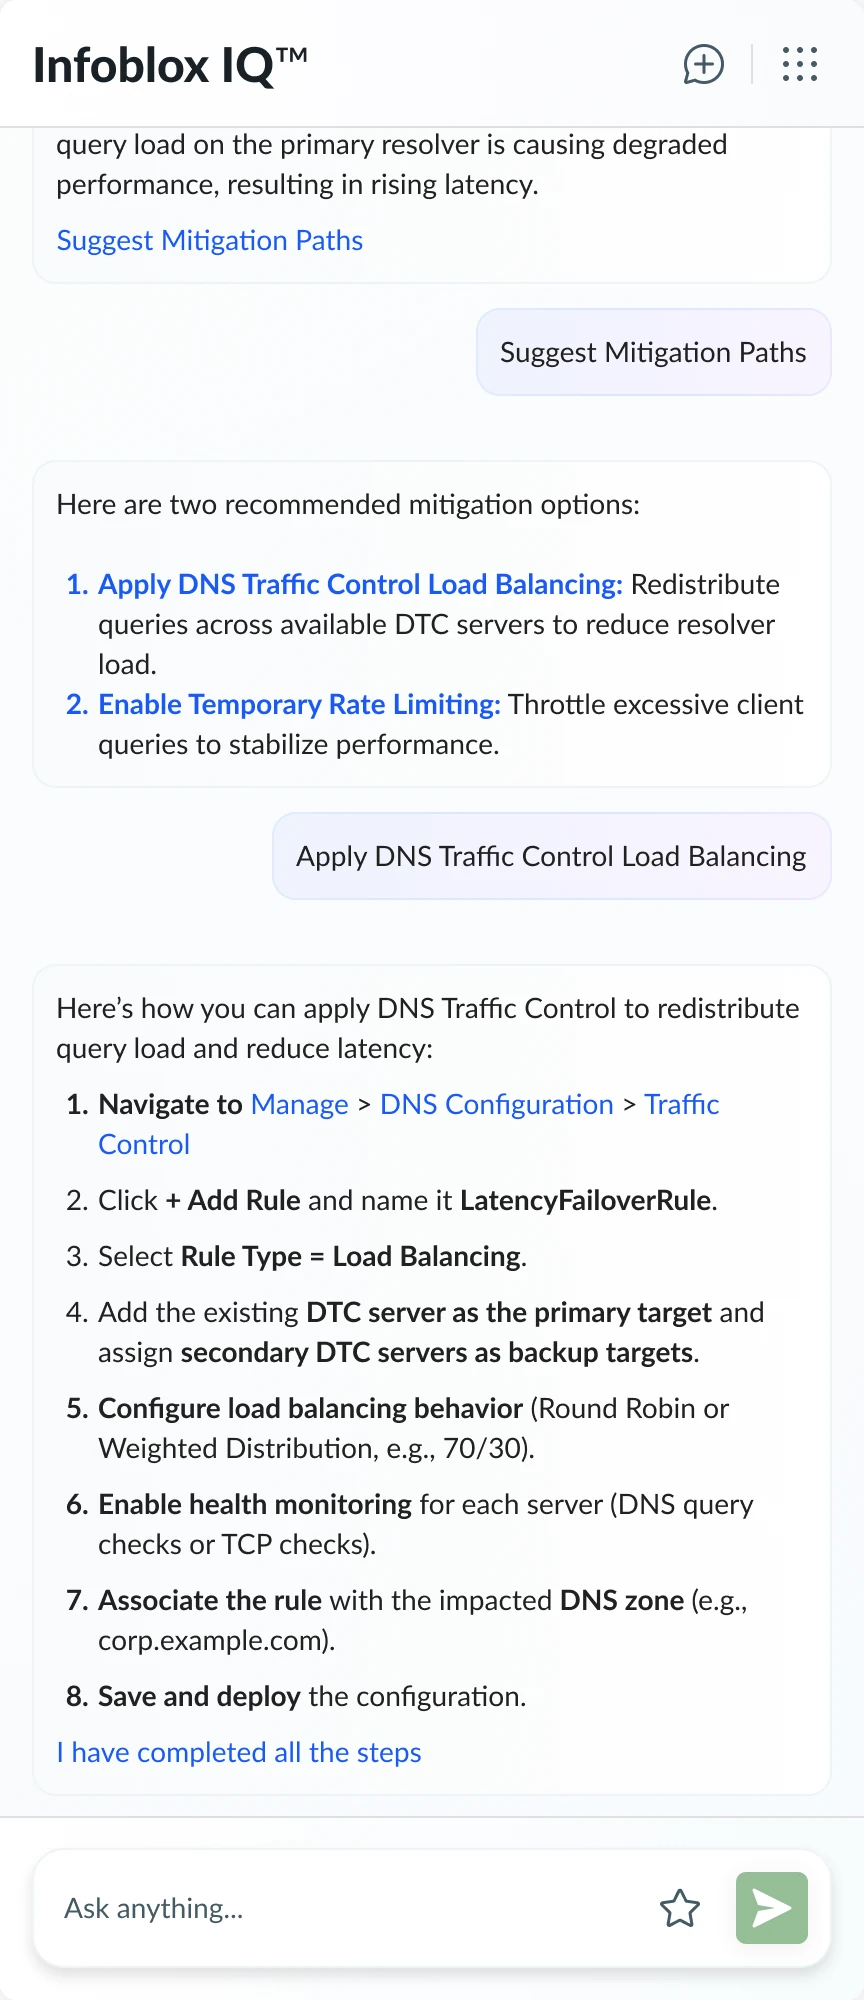 Infoblox IQ™
query load on the primary resolver is causing degraded
performance, resulting in rising latency.
Suggest Mitigation Paths
Suggest Mitigation Paths
Here are two recommended mitigation options:
1. Apply DNS Traffic Control Load Balancing: Redistribute
queries across available DTC servers to reduce resolver
load.
2. Enable Temporary Rate Limiting: Throttle excessive client
queries to stabilize performance.
Apply DNS Traffic Control Load Balancing
Here’s how you can apply DNS Traffic Control to redistribute
query load and reduce latency:
1. Navigate to Manage > DNS Configuration > Traffic
Control
2. Click + Add Rule and name it LatencyFailoverRule.
3. Select Rule Type = Load Balancing.
4. Add the existing DTC server as the primary target and
assign secondary DTC servers as backup targets.
5. Configure load balancing behavior (Round Robin or
Weighted Distribution, e.g., 70/30).
6. Enable health monitoring for each server (DNS query
checks or TCP checks).
7. Associate the rule with the impacted DNS zone (e.g.,
corp.example.com).
8. Save and deploy the configuration.
I have completed all the steps
Ask anything...